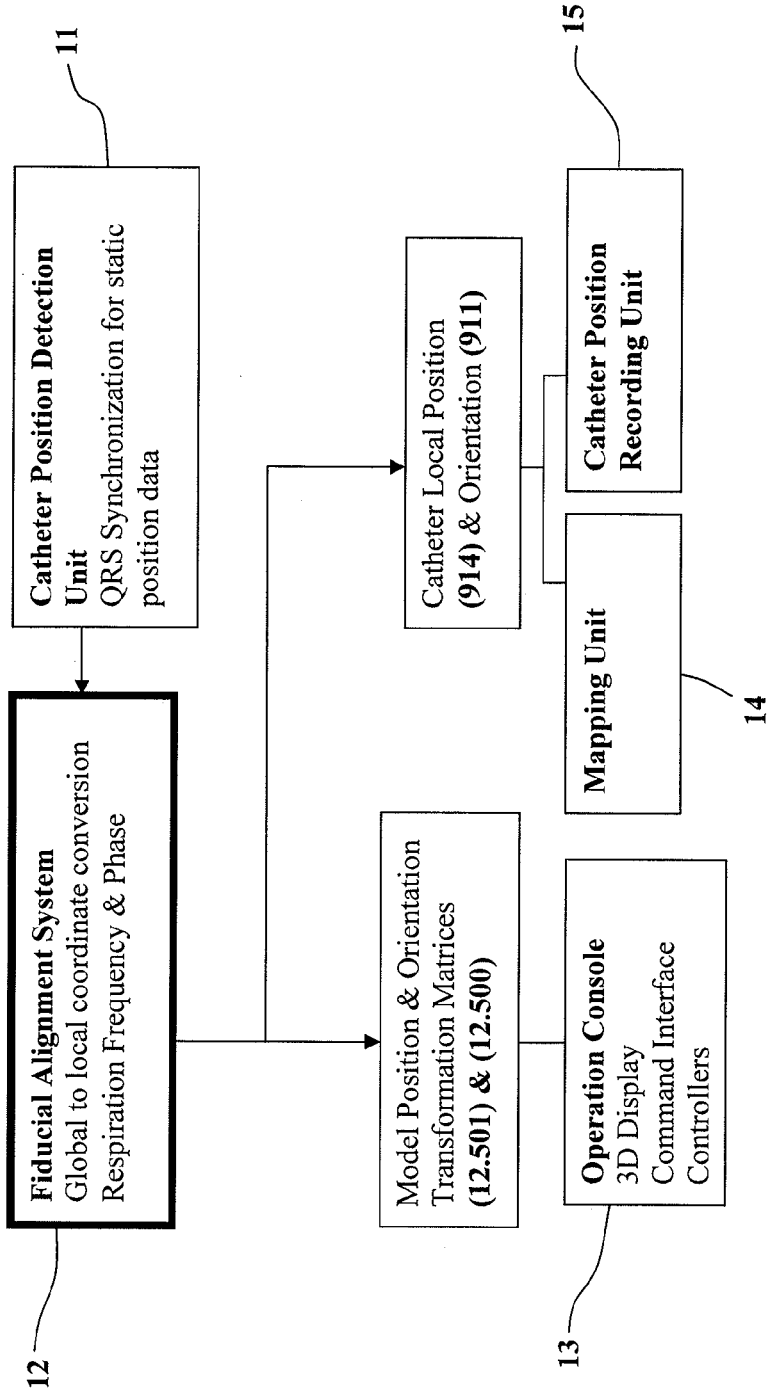 12
Fiducial Alignment System
Global to local coordinate conversion
Respiration Frequency & Phase
11
Catheter Position Detection
Unit
QRS Synchronization for static
position data
Model Position & Orientation
Transformation Matrices
(12.501) & (12.500)
Catheter Local Position
(914) & Orientation (911)
Operation Console
3D Display
Command Interface
Controllers
13
Mapping Unit
14
Catheter Position
Recording Unit
15